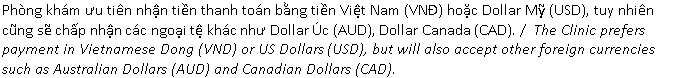 Phòng khám ưu tiên nhận tiền thanh toán bằng tiền Việt Nam (VNĐ) hoặc Dollar Mỹ (USD), tuy nhiên
cũng sẽ chấp nhận các ngoại tệ khác như Dollar Úc (AUD), Dollar Canada (CAD). / The Clinic prefers
payment in Vietnamese Dong (VND) or US Dollars (USD), but will also accept other foreign currencies
such as Australian Dollars (AUD) and Canadian Dollars (CAD).